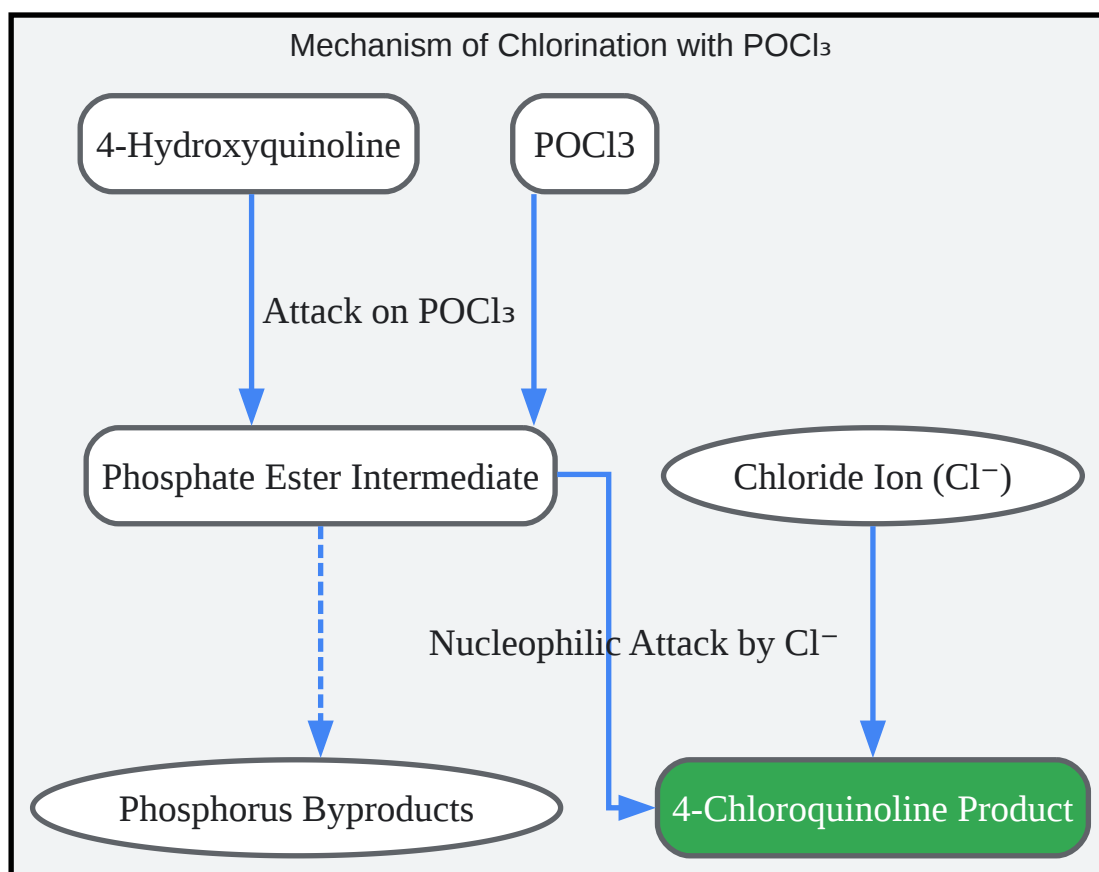 Mechanism of Chlorination with POCl₃
4-Hydroxyquinoline
POCl3
Attack on POCl₃
Phosphate Ester Intermediate
Chloride Ion (Cl⁻)
Nucleophilic Attack by Cl⁻
Phosphorus Byproducts
4-Chloroquinoline Product